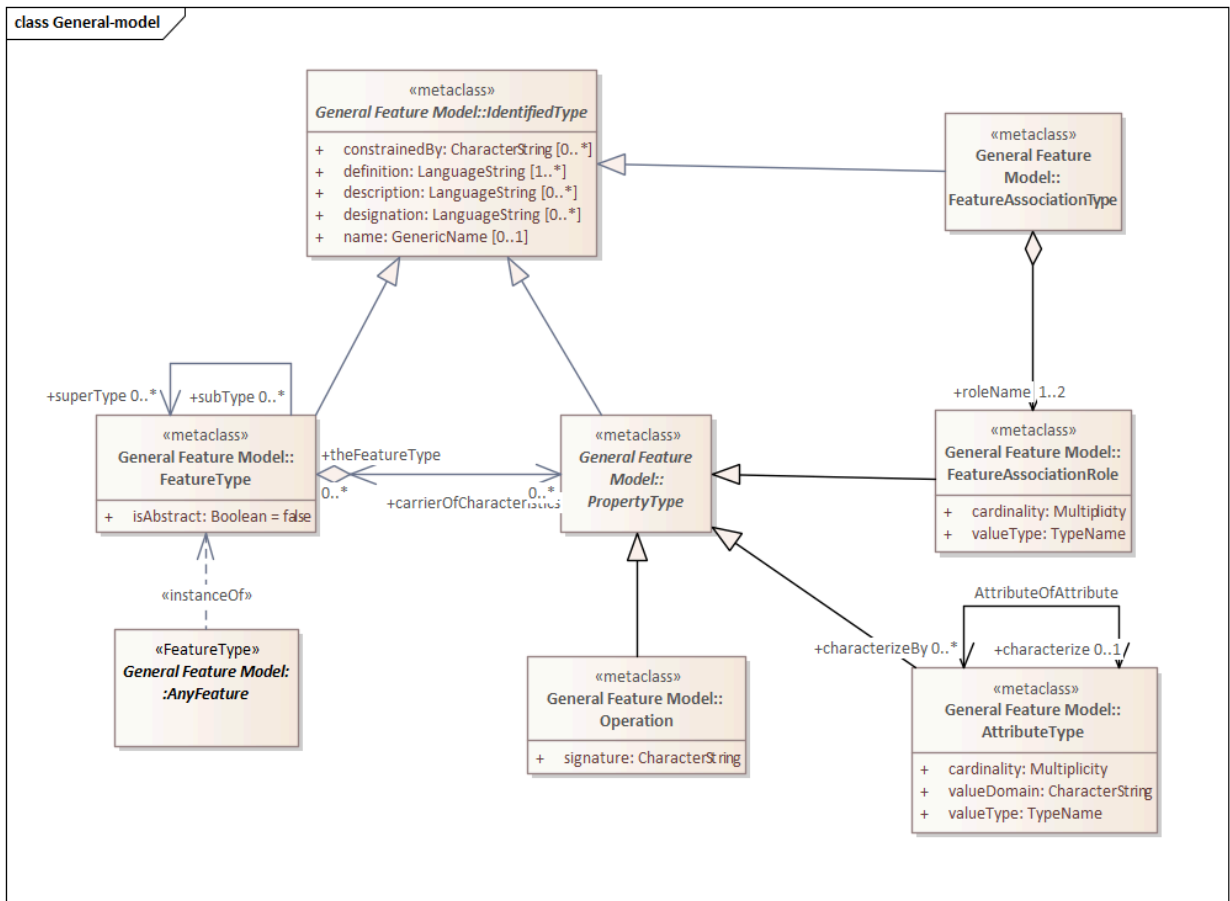 class General-model
«metaclass»
General Feature Model::IdentifiedType
+ constrainedBy: CharacterString [0..*]
+ definition: LanguageString [1..*]
+ description: LanguageString [0..*]
+ designation: LanguageString [0..*]
+ name: GenericName [0..1]
«metaclass»
General Feature
Model::
FeatureAssociationType
+superType 0..*
+subType 0..*
+roleName 1..2
«metaclass»
General Feature Model::
FeatureType
+ isAbstract: Boolean = false
+theFeatureType
0..*
0..*
+carrierOfCharacteristics
«metaclass»
General Feature
Model::
PropertyType
«metaclass»
General Feature Model::
FeatureAssociationRole
+ cardinality: Multiplicity
+ valueType: TypeName
«instanceOf»
AttributeOfAttribute
+characterizeBy 0..*
+characterize 0..1
«FeatureType»
General Feature Model:
:AnyFeature
«metaclass»
General Feature Model::
Operation
+ signature: CharacterString
«metaclass»
General Feature Model::
AttributeType
+ cardinality: Multiplicity
+ valueDomain: CharacterString
+ valueType: TypeName